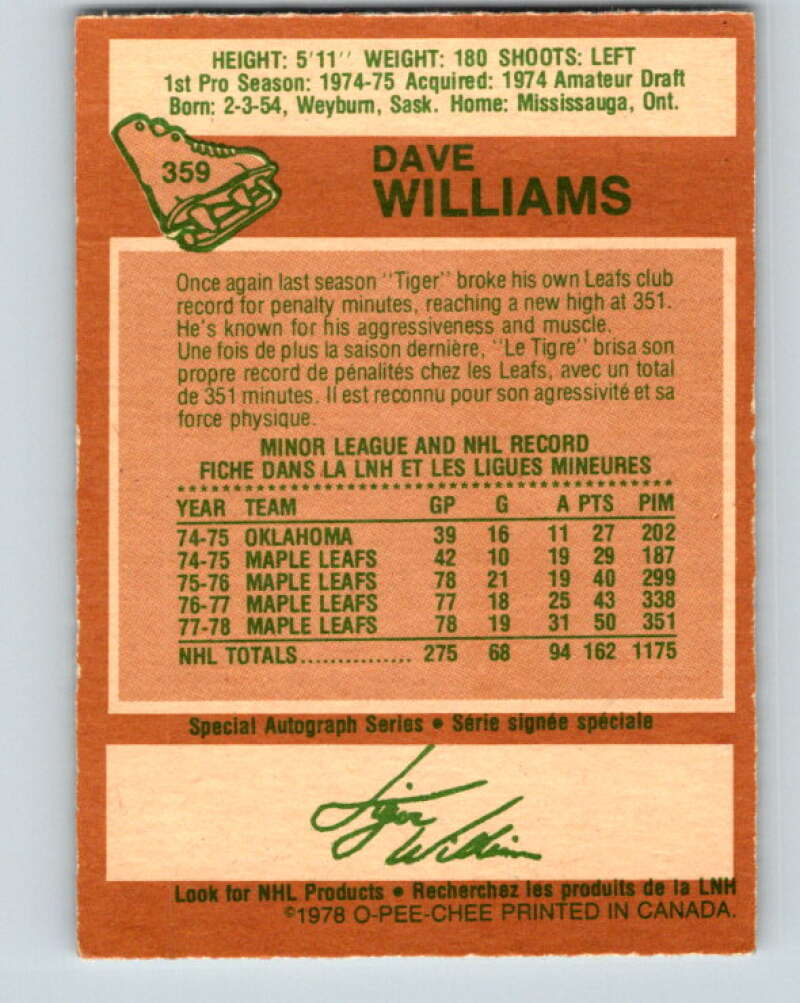 HEIGHT: 5'11'' WEIGHT: 180 SHOOTS: LEFT
1st Pro Season: 1974-75 Acquired: 1974 Amateur Draft
Born: 2-3-54, Weyburn, Sask. Home: Mississauga, Ont.
359
DAVE
WILLIAMS
Once again last season ''Tiger'' broke his own Leafs club
record for penalty minutes, reaching a new high at 351.
He's known for his aggressiveness and muscle.
Une fois de plus la saison dernière, ''Le Tigre'' brisa son
propre record de pénalités chez les Leafs, avec un total
de 351 minutes. Il est reconnu pour son agressivité et sa
force physique.
MINOR LEAGUE AND NHL RECORD
FICHE DANS LA LNH ET LES LIGUES MINEURES
YEAR TEAM GP G A PTS PIM
74-75 OKLAHOMA 39 16 11 27 202
74-75 MAPLE LEAFS 42 10 19 29 187
75-76 MAPLE LEAFS 78 21 19 40 299
76-77 MAPLE LEAFS 77 18 25 43 338
77-78 MAPLE LEAFS 78 19 31 50 351
NHL TOTALS............... 275 68 94 162 1175
Special Autograph Series • Série signée spéciale
Tiger
Williams
Look for NHL Products • Recherchez les produits de la LNH
©1978 O-PEE-CHEE PRINTED IN CANADA.